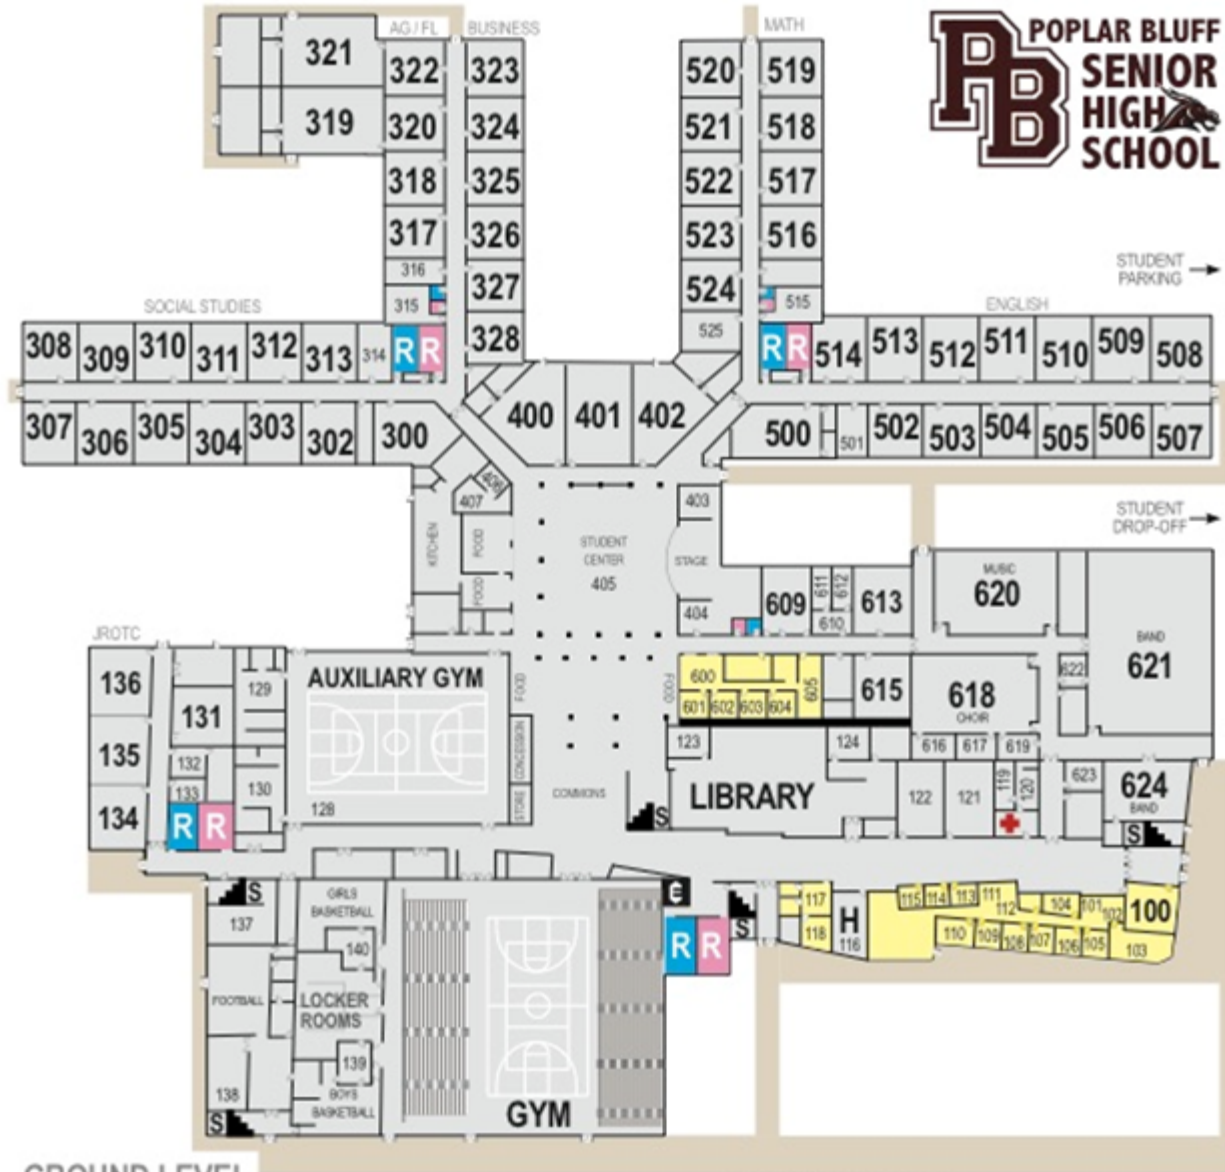 POPLAR BLUFF
SENIOR
HIGH
SCHOOL
PB
AG / FL
BUSINESS
MATH
321
322
323
520
519
319
320
324
521
518
318
325
522
517
317
326
523
516
316
327
524
STUDENT
PARKING
315
515
SOCIAL STUDIES
ENGLISH
328
525
308
309
310
311
312
313
314
R
R
R
R
514
513
512
511
510
509
508
307
306
305
304
303
302
300
400
401
402
500
501
502
503
504
505
506
507
406
407
403
KITCHEN
FOOD
FOOD
STUDENT
CENTER
405
STAGE
404
STUDENT
DROP-OFF
609
611
612
610
613
MUSIC
620
BAND
621
JROTC
136
131
129
AUXILIARY GYM
FOOD
FOOD
600
605
601
602
603
604
615
618
CHOIR
622
135
132
133
130
CONCESSION
123
124
616
617
619
134
R
R
128
STORE
COMMONS
LIBRARY
S
122
121
119
120
623
624
BAND
S
S
137
GIRLS
BASKETBALL
140
E
R
R
S
117
118
H
116
115
114
113
111
112
104
101
102
100
110
109
108
107
106
105
103
FOOTBALL
LOCKER
ROOMS
139
138
BOYS
BASKETBALL
S
GYM
GROUND LEVEL